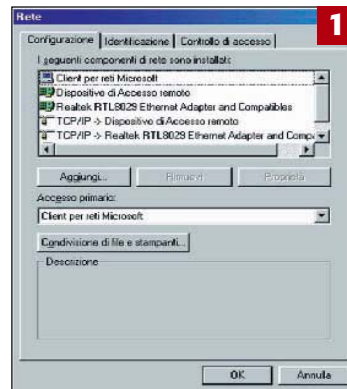 Rete
1
Configurazione Identificazione Controllo di accesso
I seguenti componenti di rete sono installati:
Client per reti Microsoft
Dispositivo di Accesso remoto
Realtek RTL8029 Ethernet Adapter and Compatibles
TCP/IP -> Dispositivo di Accesso remoto
TCP/IP -> Realtek RTL8029 Ethernet Adapter and Compa
Aggiungi... Rimuovi Proprietà
Accesso primario:
Client per reti Microsoft
Condivisione di file e stampanti...
Descrizione
OK Annulla